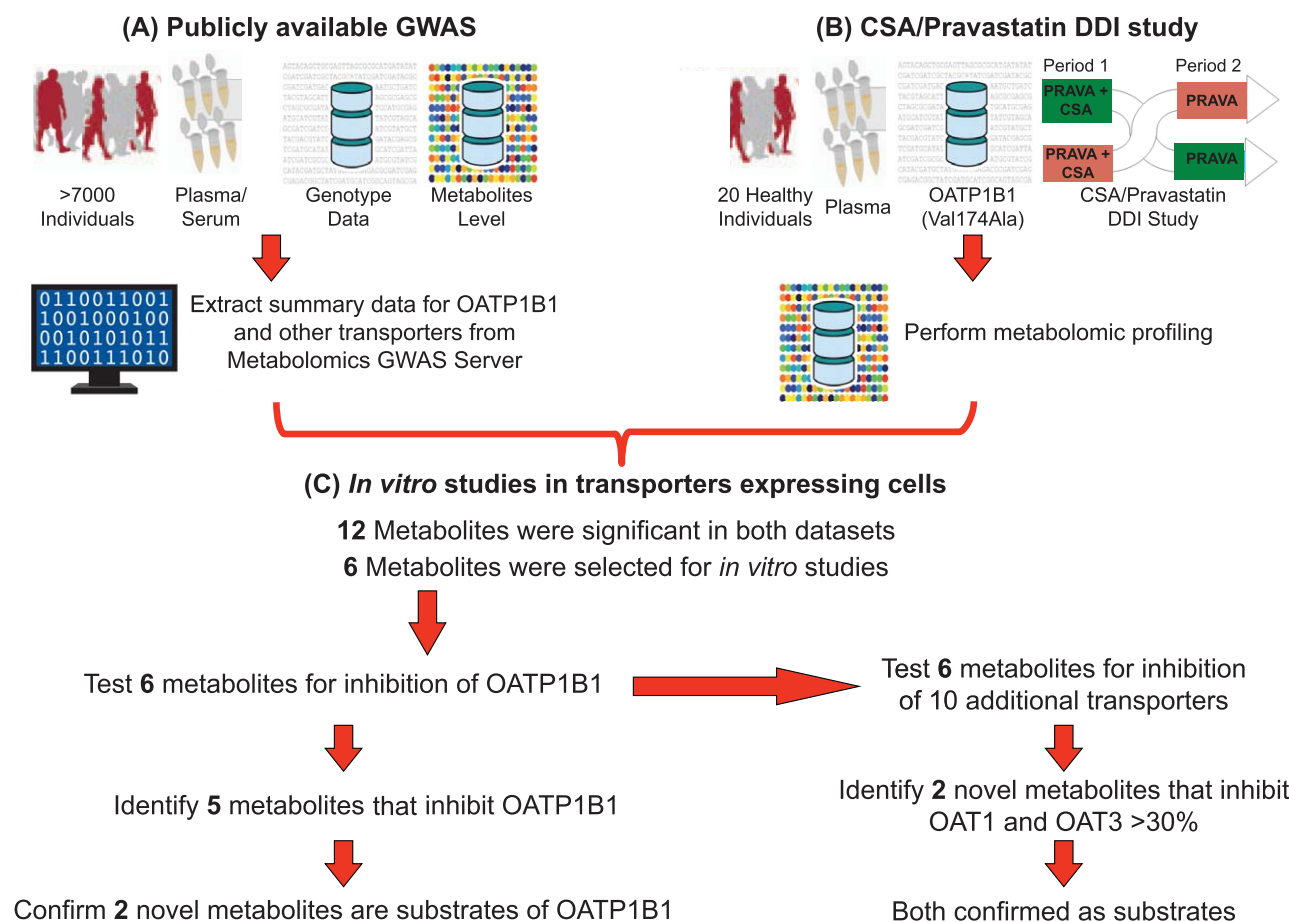 (A) Publicly available GWAS
>7000
Individuals
Plasma/
Serum
Genotype
Data
Metabolites
Level
0110011001
1001000100
0010101011
1100111010
Extract summary data for OATP1B1
and other transporters from
Metabolomics GWAS Server
(B) CSA/Pravastatin DDI study
Period 1
Period 2
PRAVA +
CSA
PRAVA
PRAVA +
CSA
PRAVA
20 Healthy
Individuals
Plasma
OATP1B1
(Val174Ala)
CSA/Pravastatin
DDI Study
Perform metabolomic profiling
(C) In vitro studies in transporters expressing cells
12 Metabolites were significant in both datasets
6 Metabolites were selected for in vitro studies
Test 6 metabolites for inhibition of OATP1B1
Identify 5 metabolites that inhibit OATP1B1
Confirm 2 novel metabolites are substrates of OATP1B1
Test 6 metabolites for inhibition
of 10 additional transporters
Identify 2 novel metabolites that inhibit
OAT1 and OAT3 >30%
Both confirmed as substrates